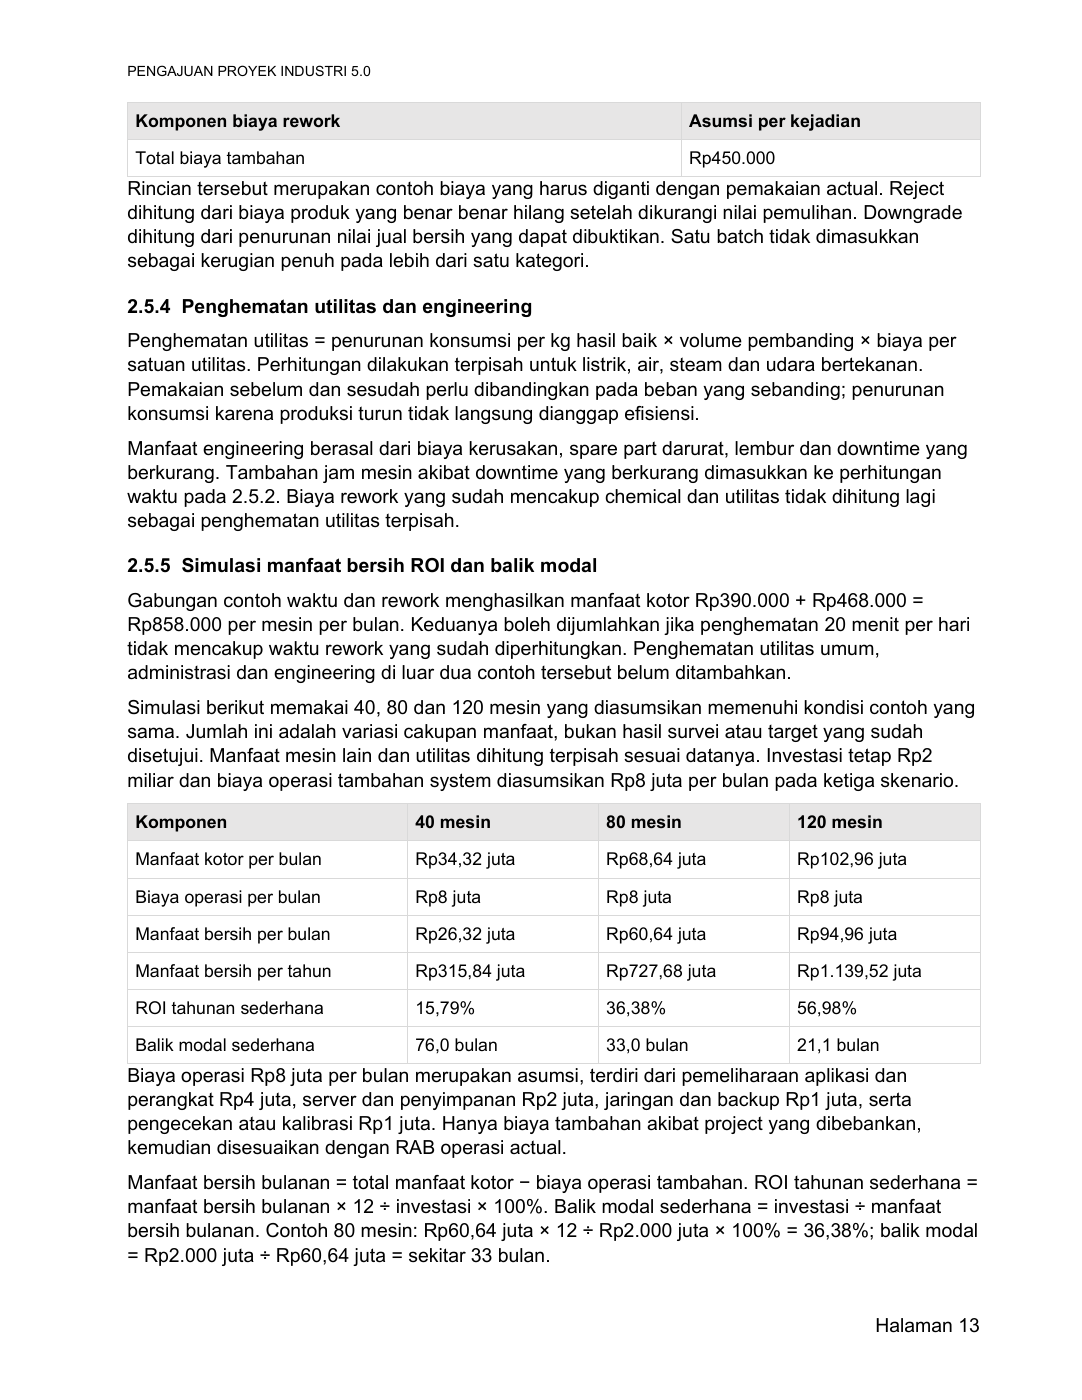 PENGAJUAN PROYEK INDUSTRI 5.0
Komponen biaya rework Asumsi per kejadian
Total biaya tambahan Rp450.000
Rincian tersebut merupakan contoh biaya yang harus diganti dengan pemakaian actual. Reject
dihitung dari biaya produk yang benar benar hilang setelah dikurangi nilai pemulihan. Downgrade
dihitung dari penurunan nilai jual bersih yang dapat dibuktikan. Satu batch tidak dimasukkan
sebagai kerugian penuh pada lebih dari satu kategori.
2.5.4 Penghematan utilitas dan engineering
Penghematan utilitas = penurunan konsumsi per kg hasil baik × volume pembanding × biaya per
satuan utilitas. Perhitungan dilakukan terpisah untuk listrik, air, steam dan udara bertekanan.
Pemakaian sebelum dan sesudah perlu dibandingkan pada beban yang sebanding; penurunan
konsumsi karena produksi turun tidak langsung dianggap efisiensi.
Manfaat engineering berasal dari biaya kerusakan, spare part darurat, lembur dan downtime yang
berkurang. Tambahan jam mesin akibat downtime yang berkurang dimasukkan ke perhitungan
waktu pada 2.5.2. Biaya rework yang sudah mencakup chemical dan utilitas tidak dihitung lagi
sebagai penghematan utilitas terpisah.
2.5.5 Simulasi manfaat bersih ROI dan balik modal
Gabungan contoh waktu dan rework menghasilkan manfaat kotor Rp390.000 + Rp468.000 =
Rp858.000 per mesin per bulan. Keduanya boleh dijumlahkan jika penghematan 20 menit per hari
tidak mencakup waktu rework yang sudah diperhitungkan. Penghematan utilitas umum,
administrasi dan engineering di luar dua contoh tersebut belum ditambahkan.
Simulasi berikut memakai 40, 80 dan 120 mesin yang diasumsikan memenuhi kondisi contoh yang
sama. Jumlah ini adalah variasi cakupan manfaat, bukan hasil survei atau target yang sudah
disetujui. Manfaat mesin lain dan utilitas dihitung terpisah sesuai datanya. Investasi tetap Rp2
miliar dan biaya operasi tambahan system diasumsikan Rp8 juta per bulan pada ketiga skenario.
Komponen 40 mesin 80 mesin 120 mesin
Manfaat kotor per bulan Rp34,32 juta Rp68,64 juta Rp102,96 juta
Biaya operasi per bulan Rp8 juta Rp8 juta Rp8 juta
Manfaat bersih per bulan Rp26,32 juta Rp60,64 juta Rp94,96 juta
Manfaat bersih per tahun Rp315,84 juta Rp727,68 juta Rp1.139,52 juta
ROI tahunan sederhana 15,79% 36,38% 56,98%
Balik modal sederhana 76,0 bulan 33,0 bulan 21,1 bulan
Biaya operasi Rp8 juta per bulan merupakan asumsi, terdiri dari pemeliharaan aplikasi dan
perangkat Rp4 juta, server dan penyimpanan Rp2 juta, jaringan dan backup Rp1 juta, serta
pengecekan atau kalibrasi Rp1 juta. Hanya biaya tambahan akibat project yang dibebankan,
kemudian disesuaikan dengan RAB operasi actual.
Manfaat bersih bulanan = total manfaat kotor − biaya operasi tambahan. ROI tahunan sederhana =
manfaat bersih bulanan × 12 ÷ investasi × 100%. Balik modal sederhana = investasi ÷ manfaat
bersih bulanan. Contoh 80 mesin: Rp60,64 juta × 12 ÷ Rp2.000 juta × 100% = 36,38%; balik modal
= Rp2.000 juta ÷ Rp60,64 juta = sekitar 33 bulan.
Halaman 13